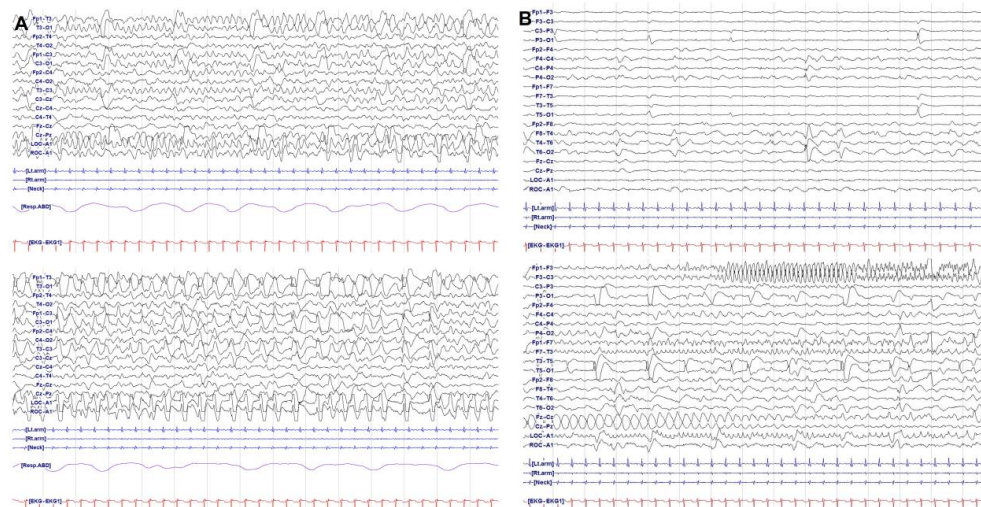 A
Fp1-T3
T3-O1
Fp2-T4
T4-O2
Fp1-C3
C3-O1
Fp2-C4
C4-O2
T3-C3
C3-Cz
Cz-C4
C4-T4
Fz-Cz
Cz-Pz
LOC-A1
ROC-A1
[Lt.arm]
[Rt.arm]
[Neck]
[Resp.ABD]
[EKG-EKG1]
Fp1-T3
T3-O1
Fp2-T4
T4-O2
Fp1-C3
C3-O1
Fp2-C4
C4-O2
T3-C3
C3-Cz
Cz-C4
C4-T4
Fz-Cz
Cz-Pz
LOC-A1
ROC-A1
[Lt.arm]
[Rt.arm]
[Neck]
[Resp.ABD]
[EKG-EKG1]
B
Fp1-F3
F3-C3
C3-P3
P3-O1
Fp2-F4
F4-C4
C4-P4
P4-O2
Fp1-F7
F7-T3
T3-T5
T5-O1
Fp2-F8
F8-T4
T4-T6
T6-O2
Fz-Cz
Cz-Pz
LOC-A1
ROC-A1
[Lt.arm]
[Rt.arm]
[Neck]
[EKG-EKG1]
Fp1-F3
F3-C3
C3-P3
P3-O1
Fp2-F4
F4-C4
C4-P4
P4-O2
Fp1-F7
F7-T3
T3-T5
T5-O1
Fp2-F8
F8-T4
T4-T6
T6-O2
Fz-Cz
Cz-Pz
LOC-A1
ROC-A1
[Lt.arm]
[Rt.arm]
[Neck]
[EKG-EKG1]